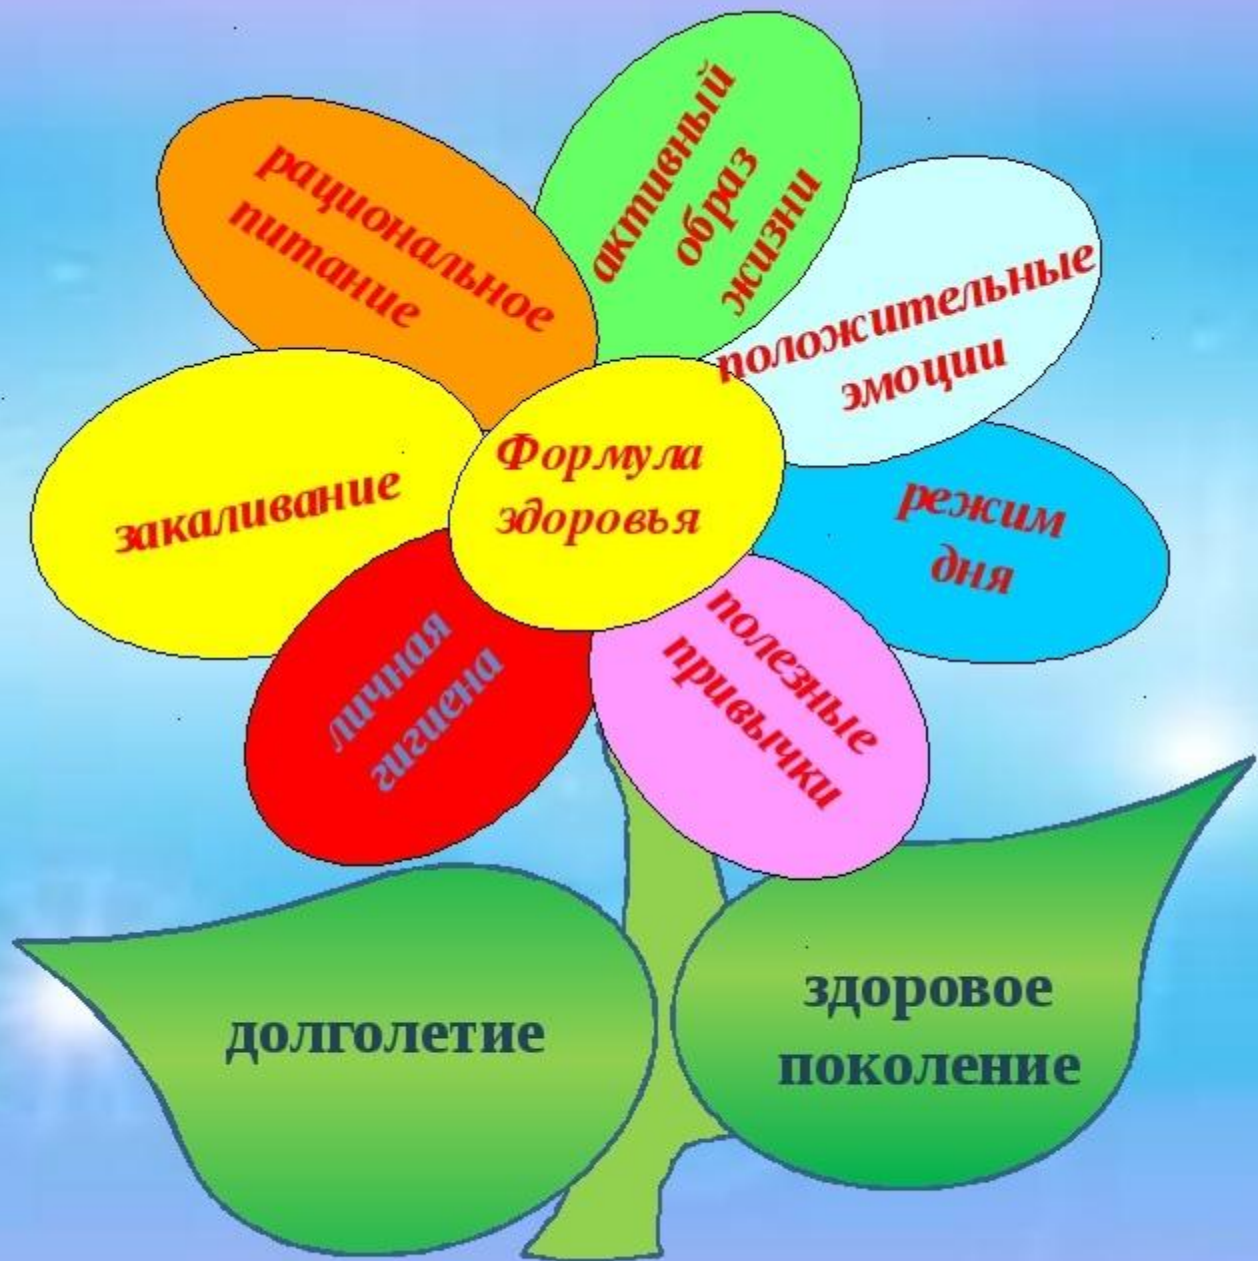 активный
образ
жизни
рациональное
питание
положительные
эмоции
Формула
здоровья
закаливание
режим
дня
личная
гигиена
полезные
привычки
долголетие
здоровое
поколение